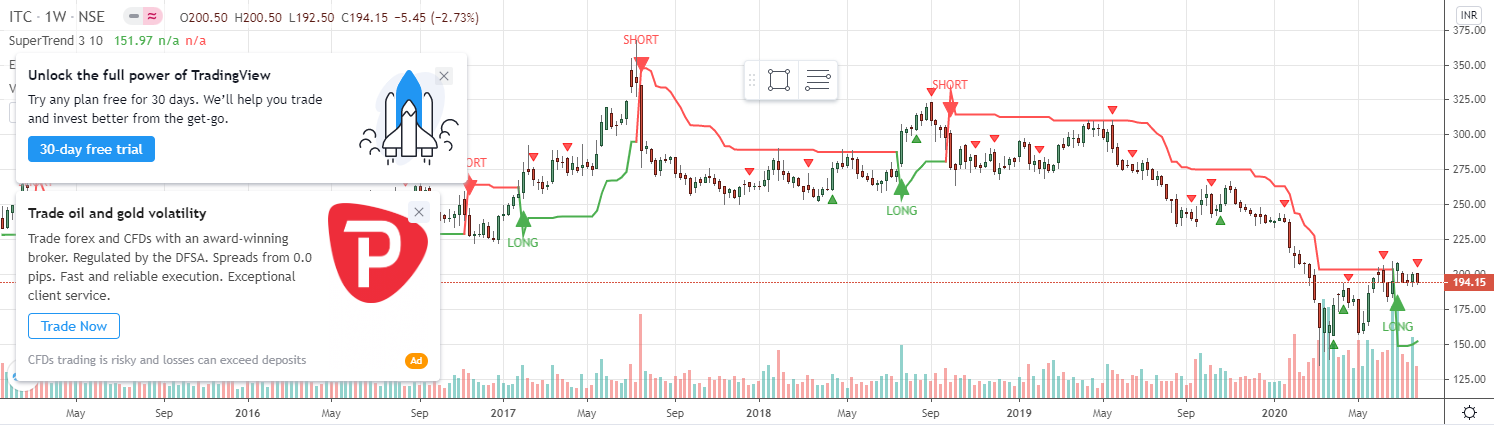 ITC · 1W · NSE O200.50 H200.50 L192.50 C194.15 −5.45 (−2.73%)
SuperTrend 3 10 151.97 n/a n/a
E
V
Unlock the full power of TradingView
Try any plan free for 30 days. We'll help you trade
and invest better from the get-go.
30-day free trial
Trade oil and gold volatility
Trade forex and CFDs with an award-winning
broker. Regulated by the DFSA. Spreads from 0.0
pips. Fast and reliable execution. Exceptional
client service.
Trade Now
CFDs trading is risky and losses can exceed deposits
Ad
P
ORT
LONG
SHORT
LONG
SHORT
LONG
INR
375.00
350.00
325.00
300.00
275.00
250.00
225.00
200.00
194.15
175.00
150.00
125.00
May Sep 2016 May Sep 2017 Sep 2018 May Sep 2019 May Sep 2020 May